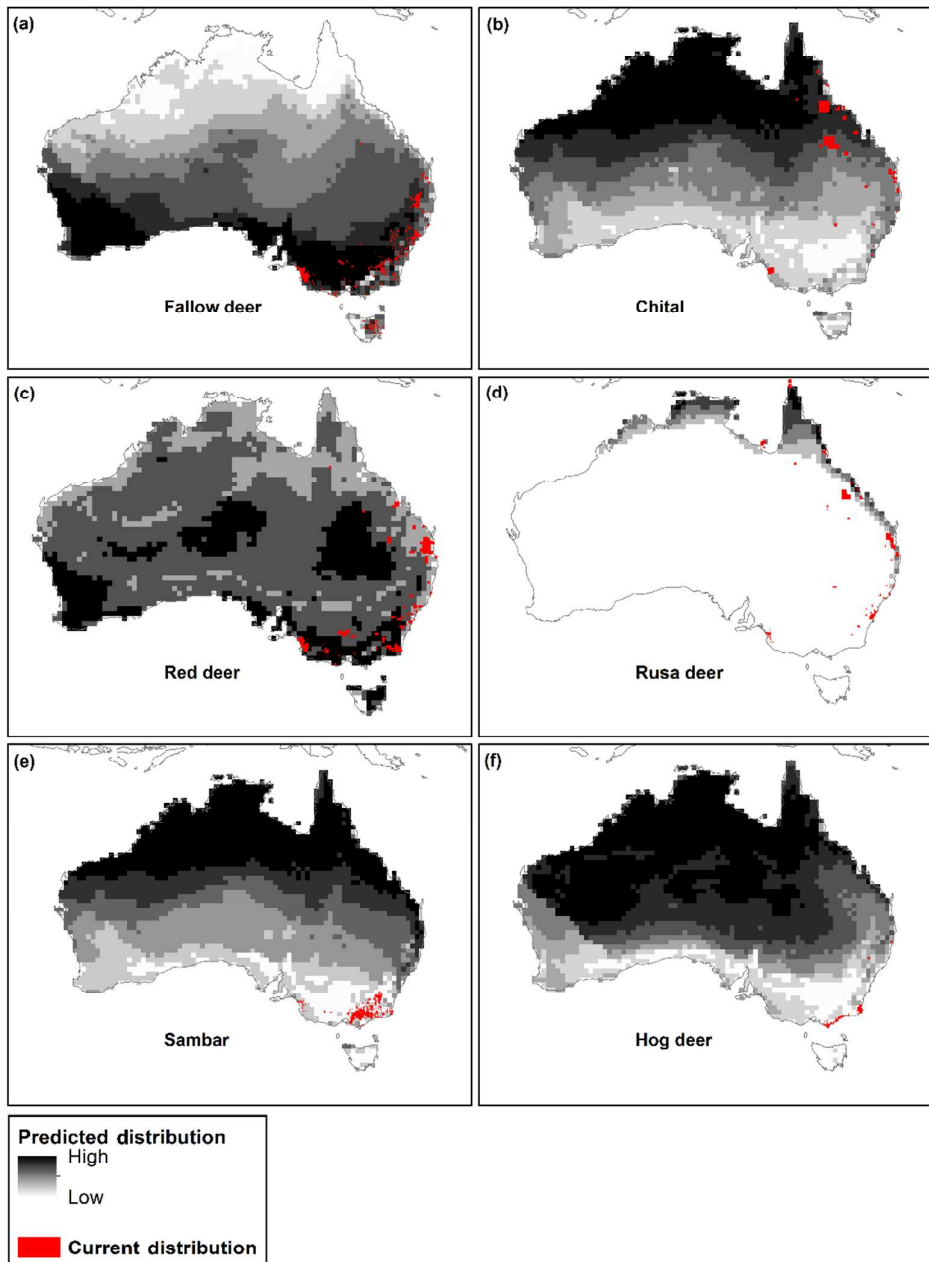 (a)
Fallow deer
(b)
Chital
(c)
Red deer
(d)
Rusa deer
(e)
Sambar
(f)
Hog deer
Predicted distribution
High
Low
Current distribution